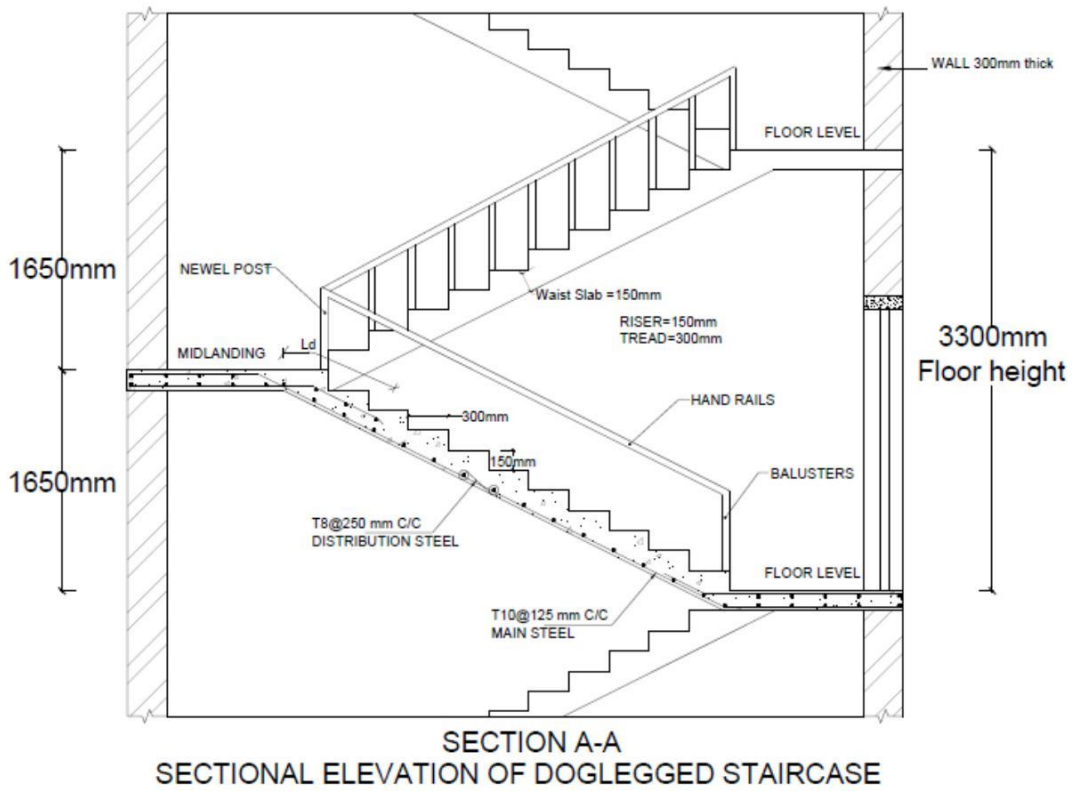 WALL 300mm thick
FLOOR LEVEL
1650mm
NEWEL POST
Waist Slab =150mm
RISER=150mm
TREAD=300mm
3300mm
Floor height
MIDLANDING
Ld
HAND RAILS
300mm
150mm
1650mm
BALUSTERS
T8@250 mm C/C
DISTRIBUTION STEEL
FLOOR LEVEL
T10@125 mm C/C
MAIN STEEL
SECTION A-A
SECTIONAL ELEVATION OF DOGLEGGED STAIRCASE